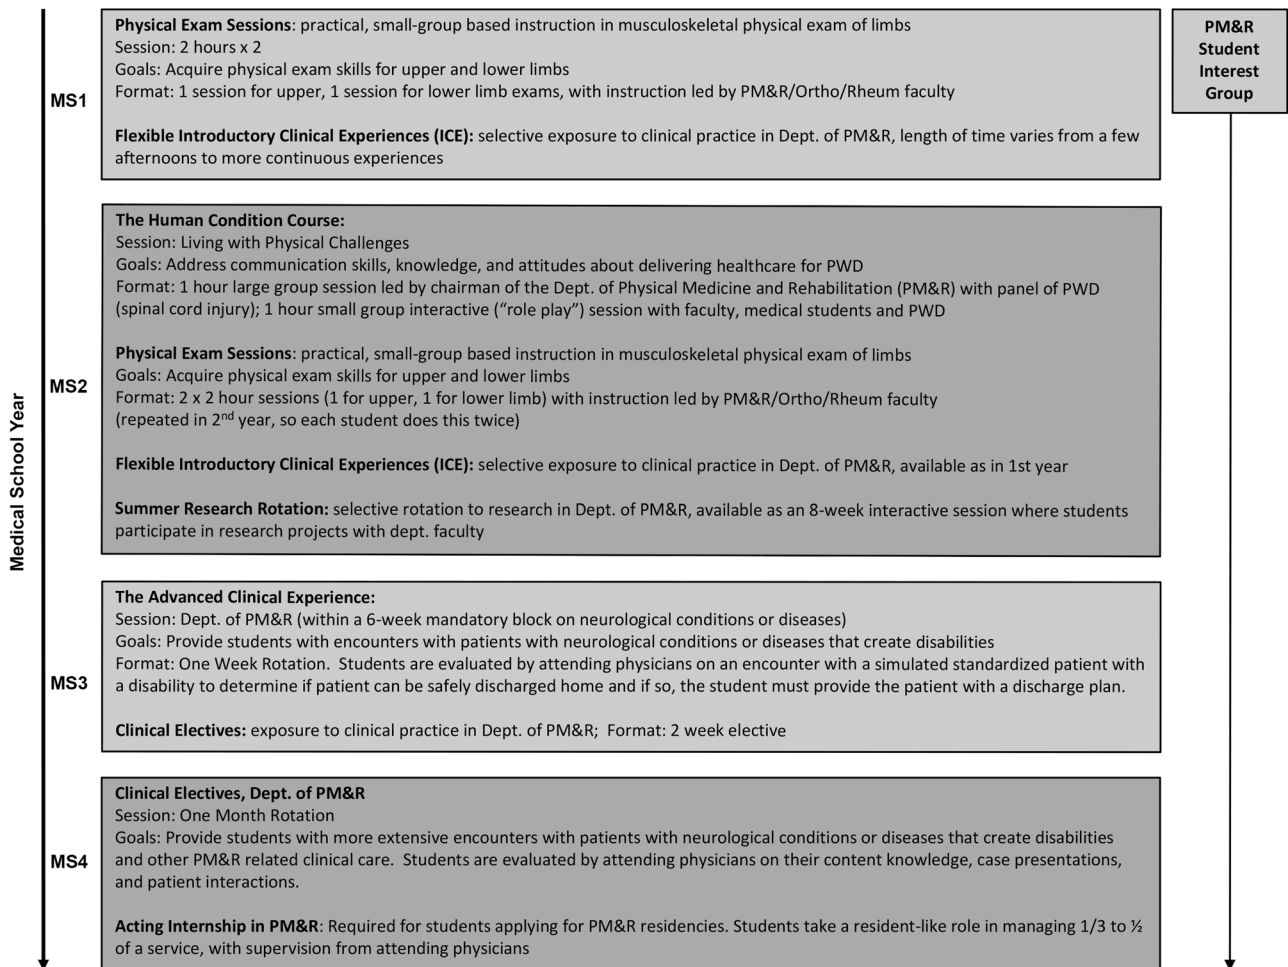 Physical Exam Sessions: practical, small-group based instruction in musculoskeletal physical exam of limbs
Session: 2 hours x 2
Goals: Acquire physical exam skills for upper and lower limbs
Format: 1 session for upper, 1 session for lower limb exams, with instruction led by PM&R/Ortho/Rheum faculty
Flexible Introductory Clinical Experiences (ICE): selective exposure to clinical practice in Dept. of PM&R, length of time varies from a few
afternoons to more continuous experiences
MS1
PM&R
Student
Interest
Group
The Human Condition Course:
Session: Living with Physical Challenges
Goals: Address communication skills, knowledge, and attitudes about delivering healthcare for PWD
Format: 1 hour large group session led by chairman of the Dept. of Physical Medicine and Rehabilitation (PM&R) with panel of PWD
(spinal cord injury); 1 hour small group interactive (“role play”) session with faculty, medical students and PWD
Physical Exam Sessions: practical, small-group based instruction in musculoskeletal physical exam of limbs
Goals: Acquire physical exam skills for upper and lower limbs
Format: 2 x 2 hour sessions (1 for upper, 1 for lower limb) with instruction led by PM&R/Ortho/Rheum faculty
(repeated in 2nd year, so each student does this twice)
Flexible Introductory Clinical Experiences (ICE): selective exposure to clinical practice in Dept. of PM&R, available as in 1st year
Summer Research Rotation: selective rotation to research in Dept. of PM&R, available as an 8-week interactive session where students
participate in research projects with dept. faculty
MS2
Medical School Year
The Advanced Clinical Experience:
Session: Dept. of PM&R (within a 6-week mandatory block on neurological conditions or diseases)
Goals: Provide students with encounters with patients with neurological conditions or diseases that create disabilities
Format: One Week Rotation. Students are evaluated by attending physicians on an encounter with a simulated standardized patient with
a disability to determine if patient can be safely discharged home and if so, the student must provide the patient with a discharge plan.
Clinical Electives: exposure to clinical practice in Dept. of PM&R; Format: 2 week elective
MS3
Clinical Electives, Dept. of PM&R
Session: One Month Rotation
Goals: Provide students with more extensive encounters with patients with neurological conditions or diseases that create disabilities
and other PM&R related clinical care. Students are evaluated by attending physicians on their content knowledge, case presentations,
and patient interactions.
Acting Internship in PM&R: Required for students applying for PM&R residencies. Students take a resident-like role in managing 1/3 to ½
of a service, with supervision from attending physicians
MS4